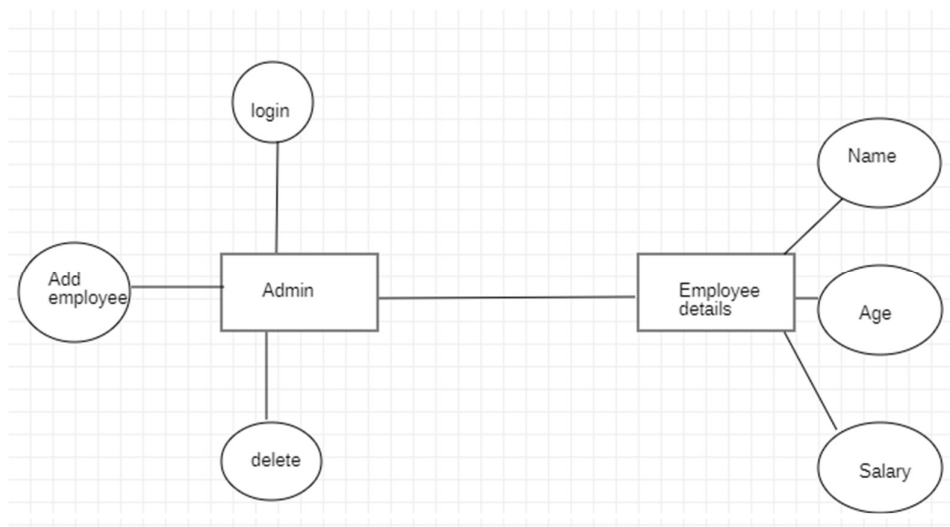 login
Name
Add
employee
Admin
Employee
details
Age
delete
Salary